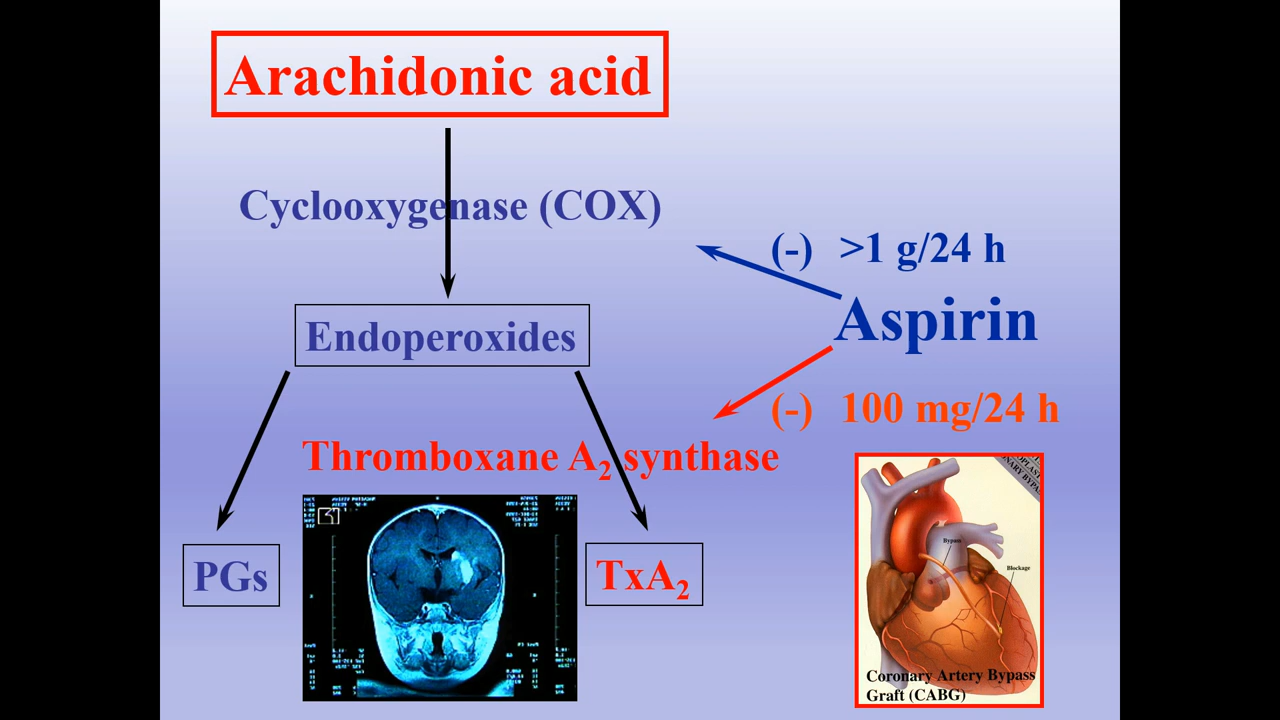 Arachidonic acid
Cyclooxygenase (COX)
(-) >1 g/24 h
Aspirin
Endoperoxides
(-) 100 mg/24 h
Thromboxane A₂ synthase
PGs
TxA₂
Bypass
Blockage
Coronary Artery Bypass
Graft (CABG)